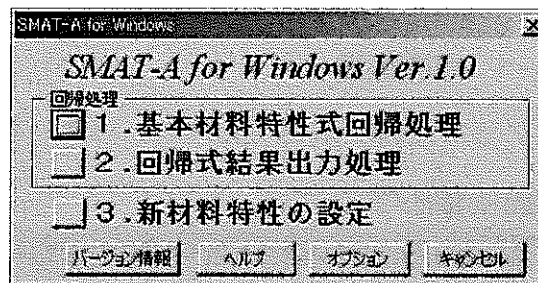 SMAT-A for Windows
SMAT-A for Windows Ver.1.0
回帰処理
1.基本材料特性式回帰処理
2.回帰式結果出力処理
3.新材料特性の設定
バージョン情報 ヘルプ オプション キャンセル